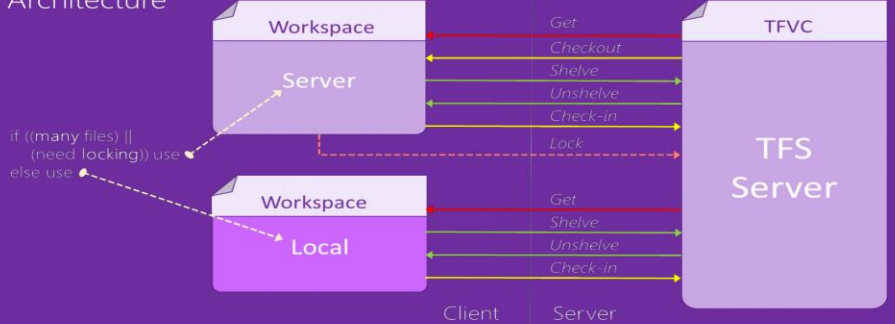 Architecture
Workspace
Server
Get
Checkout
Shelve
Unshelve
Check-in
Lock
TFVC
TFS
Server
if ((many files) ||
(need locking)) use
else use
Workspace
Local
Get
Shelve
Unshelve
Check-in
Client
Server